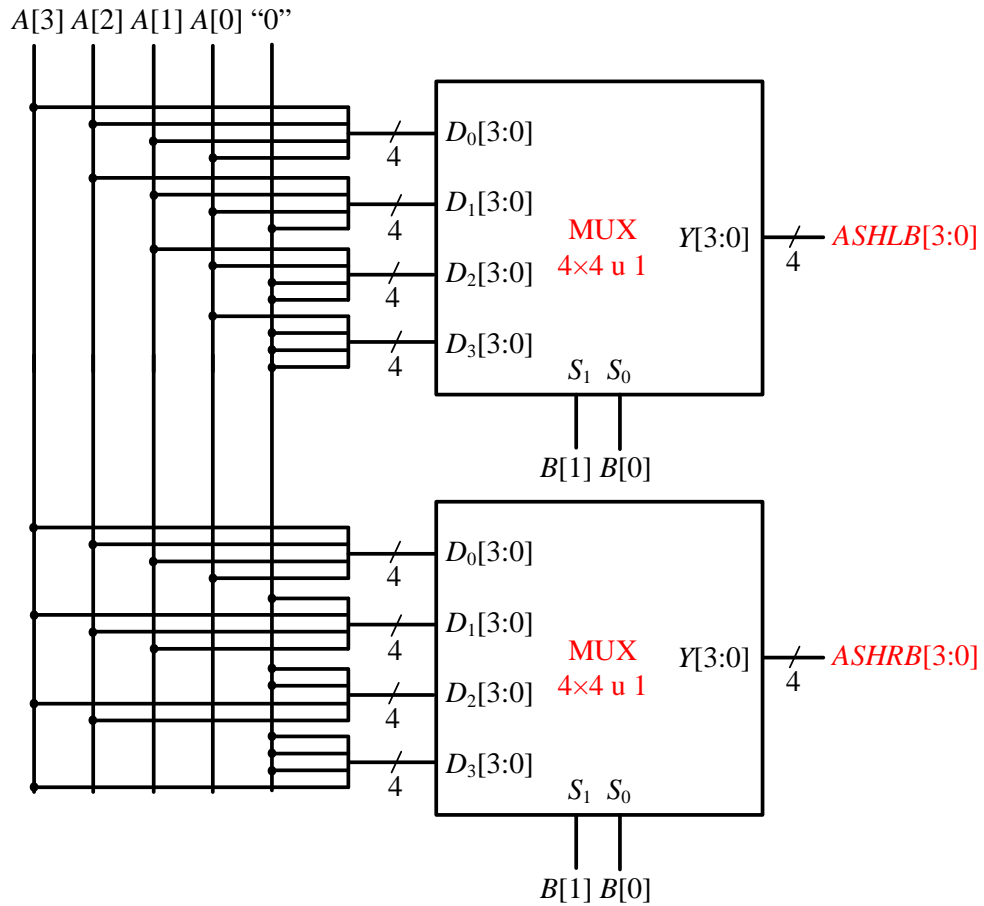 A[3] A[2] A[1] A[0] “0”
D₀[3:0]
4
D₁[3:0]
4
MUX
4×4 u 1
Y[3:0]
4
ASHLB[3:0]
D₂[3:0]
4
D₃[3:0]
4
S₁ S₀
B[1] B[0]
D₀[3:0]
4
D₁[3:0]
4
MUX
4×4 u 1
Y[3:0]
4
ASHRB[3:0]
D₂[3:0]
4
D₃[3:0]
4
S₁ S₀
B[1] B[0]